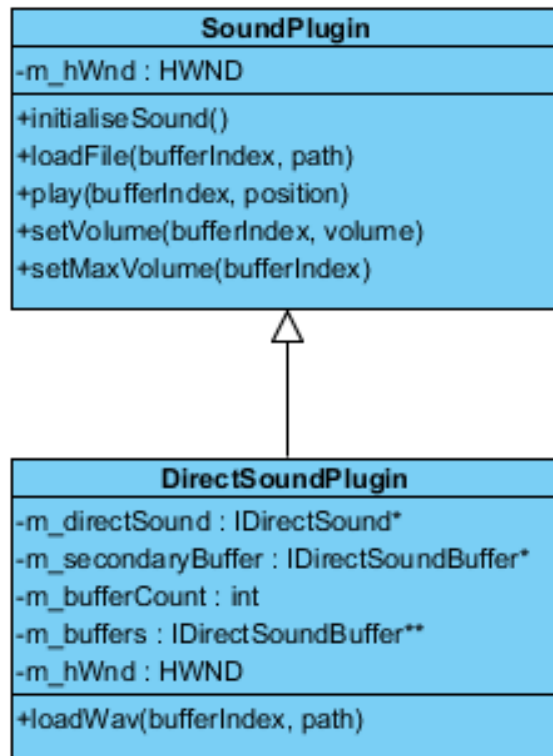 SoundPlugin
-m_hWnd : HWND
+initialiseSound()
+loadFile(bufferIndex, path)
+play(bufferIndex, position)
+setVolume(bufferIndex, volume)
+setMaxVolume(bufferIndex)
DirectSoundPlugin
-m_directSound : IDirectSound*
-m_secondaryBuffer : IDirectSoundBuffer*
-m_bufferCount : int
-m_buffers : IDirectSoundBuffer**
-m_hWnd : HWND
+loadWav(bufferIndex, path)